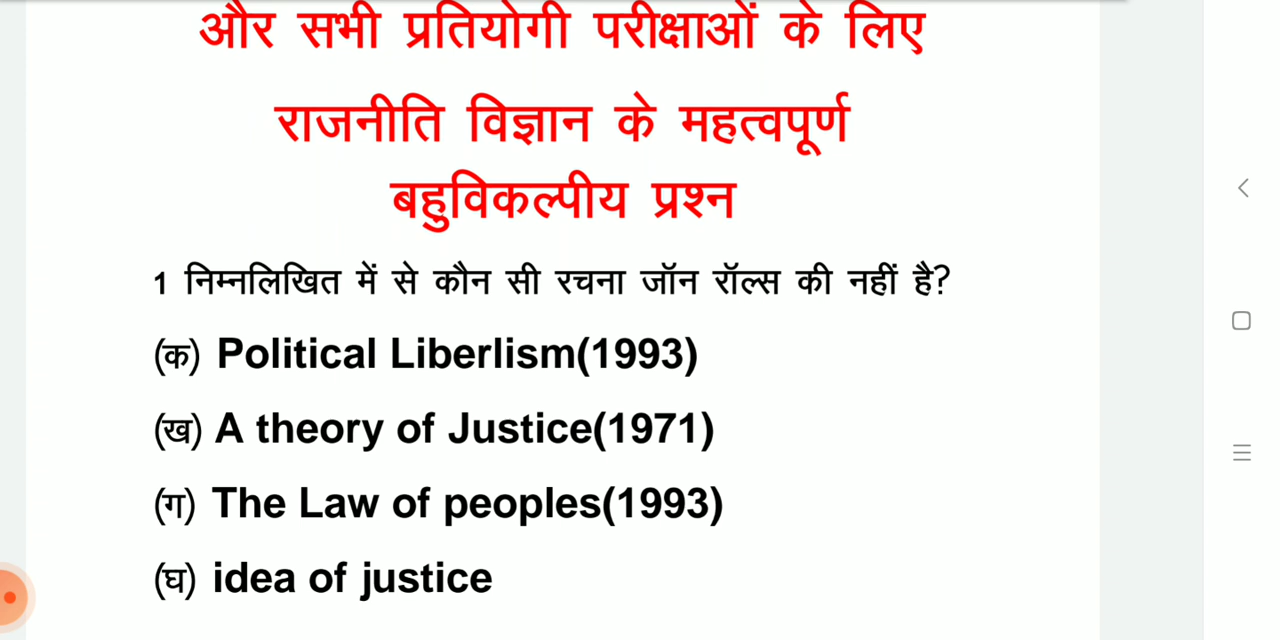 और सभी प्रतियोगी परीक्षाओं के लिए
राजनीति विज्ञान के महत्वपूर्ण
बहुविकल्पीय प्रश्न
1 निम्नलिखित में से कौन सी रचना जॉन रॉल्स की नहीं है?
(क) Political Liberlism(1993)
(ख) A theory of Justice(1971)
(ग) The Law of peoples(1993)
(घ) idea of justice